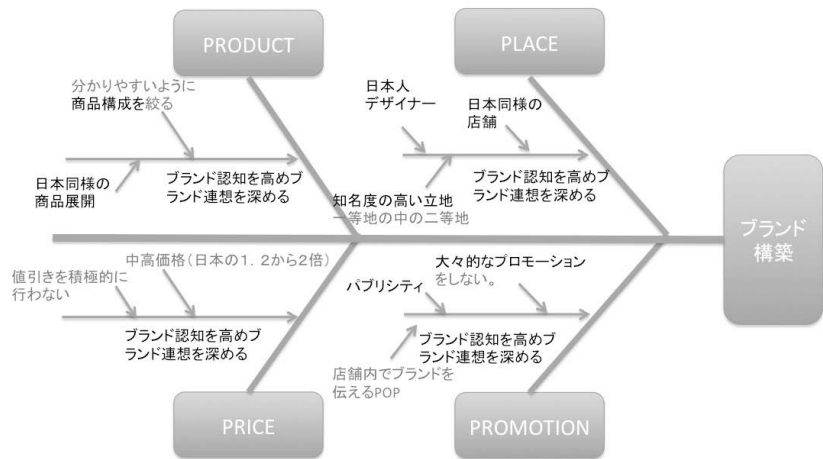 PRODUCT
PLACE
分かりやすいように
商品構成を絞る
日本人
デザイナー
日本同様の
店舗
日本同様の
商品展開
ブランド認知を高めブ
ランド連想を深める
知名度の高い立地
一等地の中の二等地
ブランド認知を高めブ
ランド連想を深める
ブランド
構築
値引きを積極的に
行わない
中高価格(日本の1.2から2倍)
ブランド認知を高めブ
ランド連想を深める
パブリシティ
大々的なプロモーション
をしない。
ブランド認知を高めブ
ランド連想を深める
店舗内でブランドを
伝えるPOP
PRICE
PROMOTION